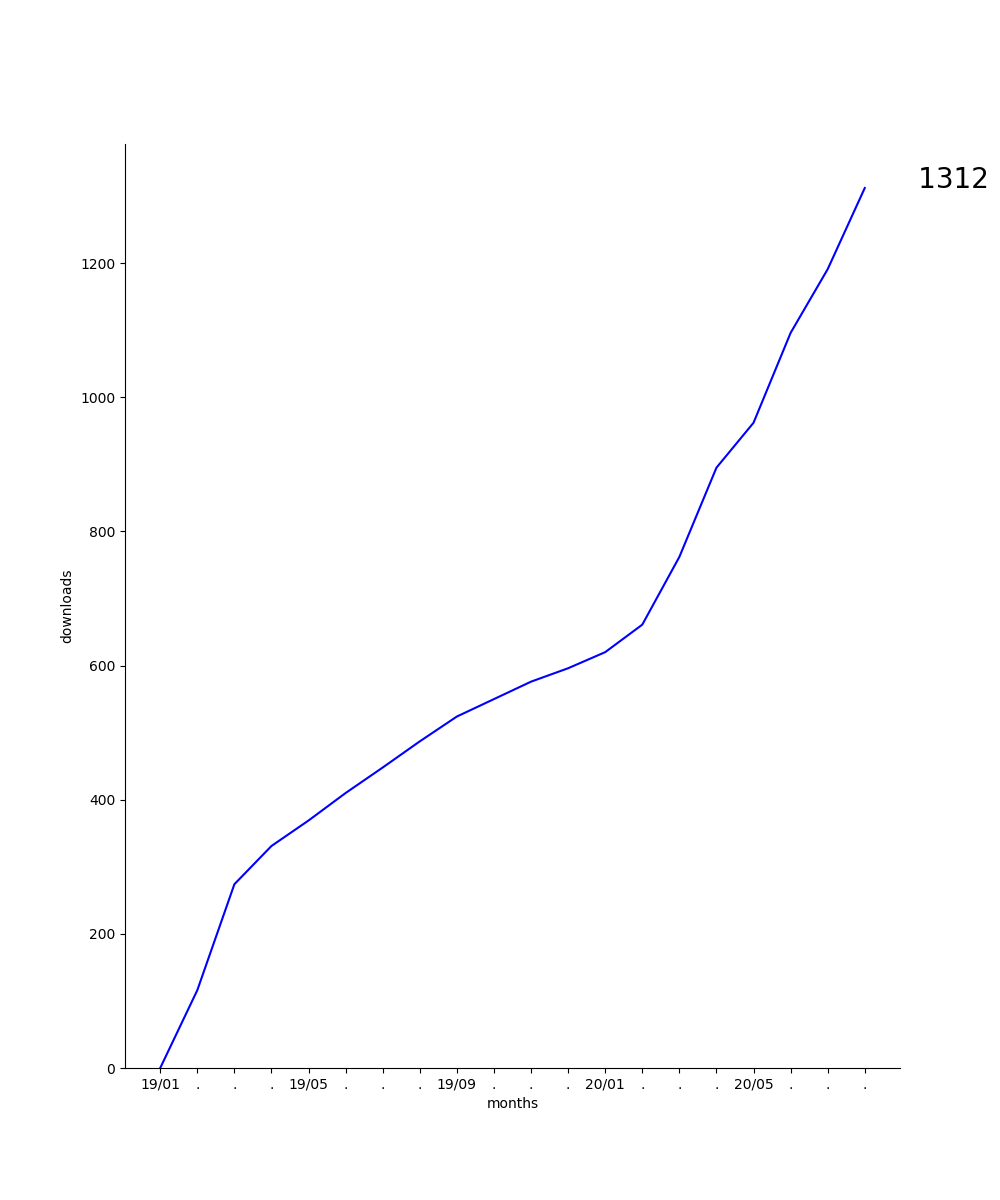 1312
1200
1000
800
600
400
200
0
downloads
19/01 . . . 19/05 . . . 19/09 . . . 20/01 . . . 20/05 . . .
months